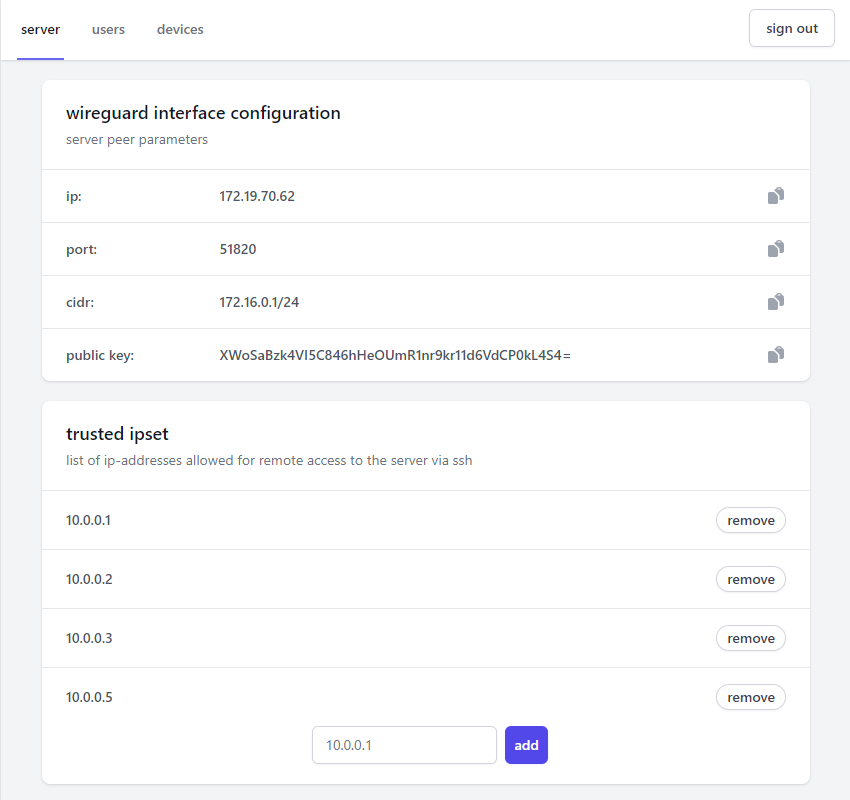 server users devices sign out
wireguard interface configuration
server peer parameters
ip: 172.19.70.62
port: 51820
cidr: 172.16.0.1/24
public key: XWoSaBzk4VI5C846hHeOUmR1nr9kr11d6VdCP0kL4S4=
trusted ipset
list of ip-addresses allowed for remote access to the server via ssh
10.0.0.1 remove
10.0.0.2 remove
10.0.0.3 remove
10.0.0.5 remove
10.0.0.1 add